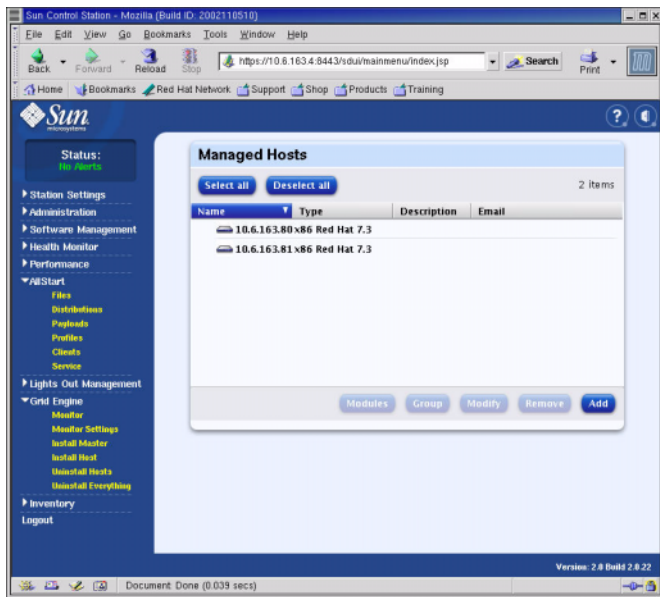 Sun Control Station - Mozilla (Build ID: 2002110510)
File Edit View Go Bookmarks Tools Window Help
Back Forward Reload Stop https://10.6.163.4:8443/sdui/mainmenu/index.jsp Search Print
Home Bookmarks Red Hat Network Support Shop Products Training
Sun
microsystems
?
Status:
No Alerts
Station Settings
Administration
Software Management
Health Monitor
Performance
AllStart
Files
Distributions
Payloads
Profiles
Clients
Service
Lights Out Management
Grid Engine
Monitor
Monitor Settings
Install Master
Install Host
Uninstall Hosts
Uninstall Everything
Inventory
Logout
Managed Hosts
Select all Deselect all 2 items
Name Type Description Email
10.6.163.80 x86 Red Hat 7.3
10.6.163.81 x86 Red Hat 7.3
Modules Group Modify Remove Add
Version: 2.0 Build 2.0.22
Document: Done (0.039 secs)